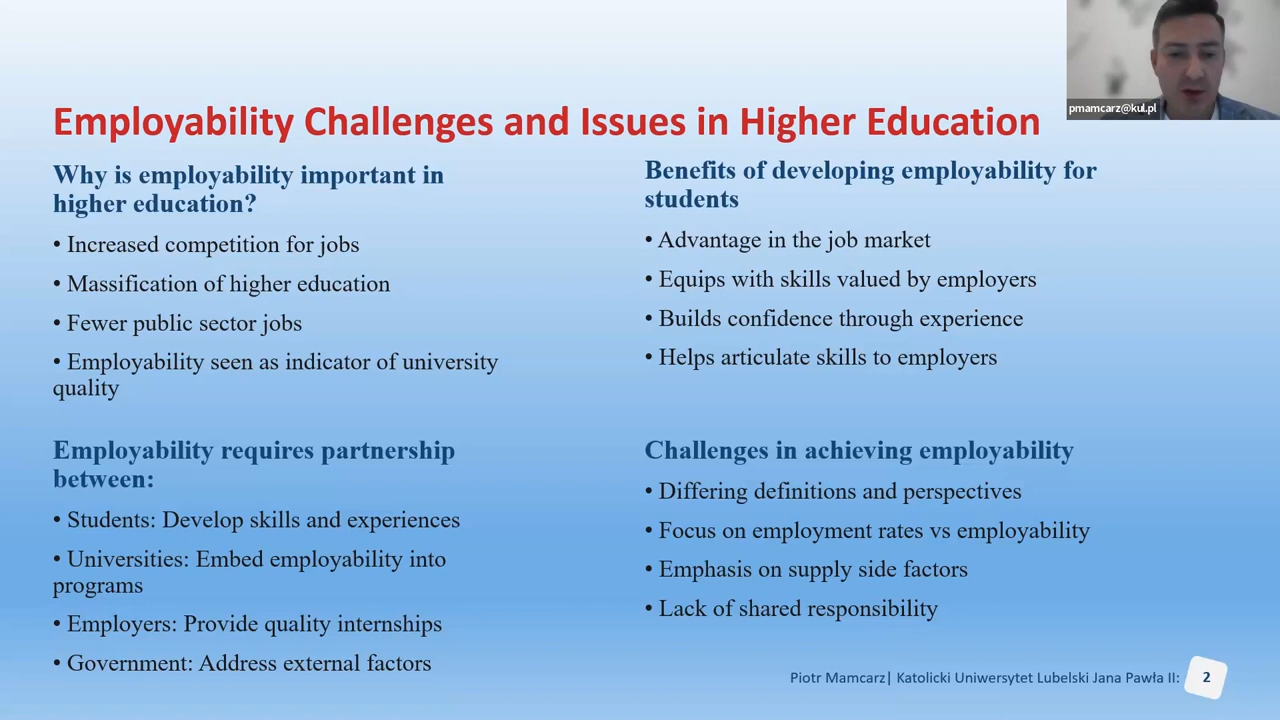 pmamcarz@kul.pl
Employability Challenges and Issues in Higher Education
Why is employability important in
higher education?
• Increased competition for jobs
• Massification of higher education
• Fewer public sector jobs
• Employability seen as indicator of university
quality
Benefits of developing employability for
students
• Advantage in the job market
• Equips with skills valued by employers
• Builds confidence through experience
• Helps articulate skills to employers
Employability requires partnership
between:
• Students: Develop skills and experiences
• Universities: Embed employability into
programs
• Employers: Provide quality internships
• Government: Address external factors
Challenges in achieving employability
• Differing definitions and perspectives
• Focus on employment rates vs employability
• Emphasis on supply side factors
• Lack of shared responsibility
Piotr Mamcarz| Katolicki Uniwersytet Lubelski Jana Pawła II:
2